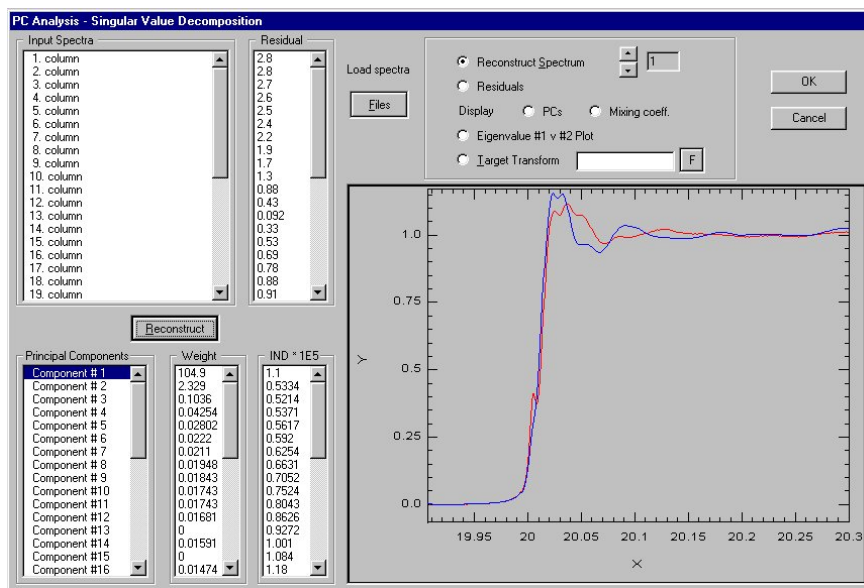 PC Analysis - Singular Value Decomposition
Input Spectra
1. column
2. column
3. column
4. column
5. column
6. column
7. column
8. column
9. column
10. column
11. column
12. column
13. column
14. column
15. column
16. column
17. column
18. column
19. column
Residual
2.8
2.8
2.7
2.6
2.5
2.4
2.2
1.9
1.7
1.3
0.88
0.43
0.092
0.33
0.53
0.69
0.78
0.88
0.91
Load spectra
Files
Reconstruct Spectrum
1
Residuals
Display PCs Mixing coeff.
Eigenvalue #1 v #2 Plot
Target Transform F
OK
Cancel
Reconstruct
Principal Components
Component # 1
Component # 2
Component # 3
Component # 4
Component # 5
Component # 6
Component # 7
Component # 8
Component # 9
Component #10
Component #11
Component #12
Component #13
Component #14
Component #15
Component #16
Weight
104.9
2.329
0.1036
0.04254
0.02802
0.0222
0.0211
0.01948
0.01843
0.01743
0.01743
0.01681
0
0.01591
0
0.01474
IND * 1E5
1.1
0.5334
0.5214
0.5371
0.5617
0.592
0.6254
0.6631
0.7052
0.7524
0.8043
0.8626
0.9272
1.001
1.084
1.18
Y
1.0
0.75
0.5
0.25
0.0
19.95 20 20.05 20.1 20.15 20.2 20.25 20.3
X